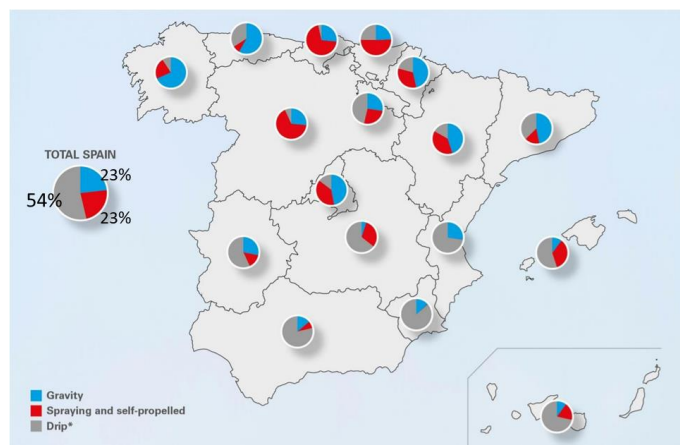 TOTAL SPAIN
23%
54%
23%
Gravity
Spraying and self-propelled
Drip*